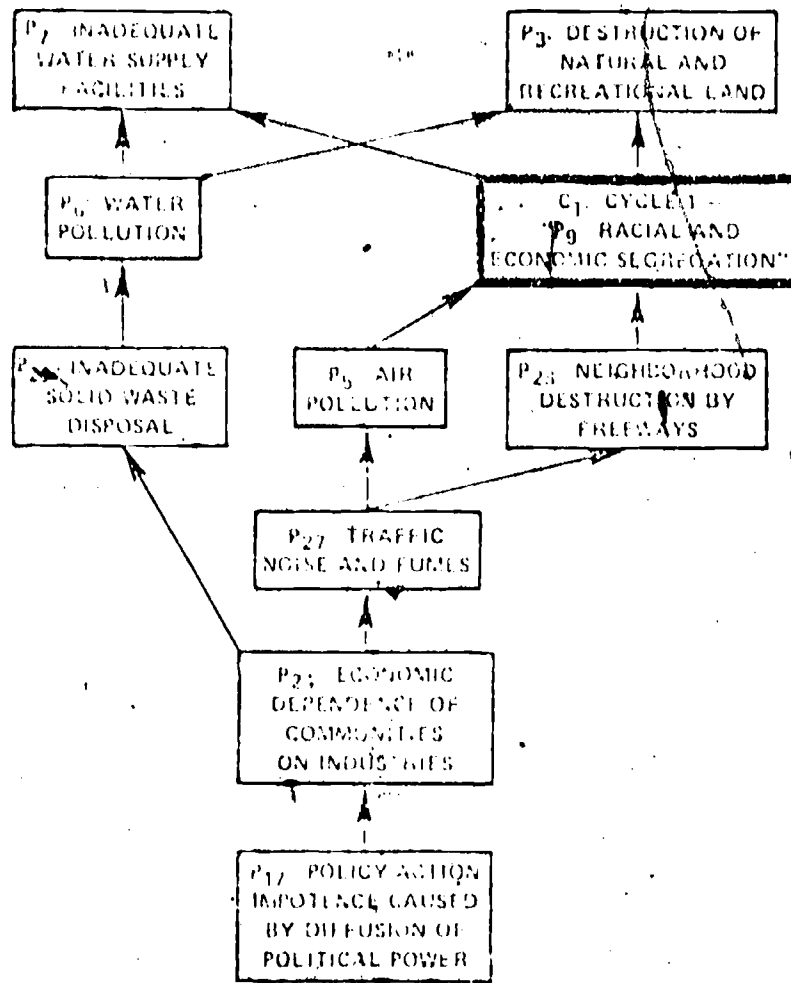 P7. INADEQUATE
WATER SUPPLY
FACILITIES
P3. DESTRUCTION OF
NATURAL AND
RECREATIONAL LAND
P6. WATER
POLLUTION
C1. CYCLE 1 -
"P9. RACIAL AND
ECONOMIC SEGREGATION"
INADEQUATE
SOLID WASTE
DISPOSAL
P5. AIR
POLLUTION
NEIGHBORHOOD
DESTRUCTION BY
FREEWAYS
P27. TRAFFIC
NOISE AND FUMES
ECONOMIC
DEPENDENCE OF
COMMUNITIES
ON INDUSTRIES
P17. POLICY ACTION
IMPOTENCE CAUSED
BY DIFFUSION OF
POLITICAL POWER